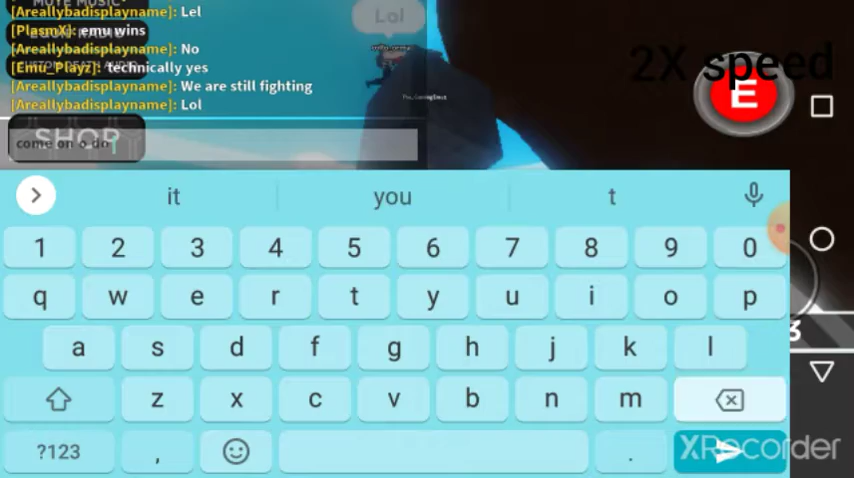 [Areallybadisplayname]: Lel
Lol
[PlasmX]: emu wins
[Areallybadisplayname]: No
[Emu_Playz]: technically yes
[Areallybadisplayname]: We are still fighting
[Areallybadisplayname]: Lol
2X speed
E
SHOP
come on o do
it you t
1 2 3 4 5 6 7 8 9 0
q w e r t y u i o p
a s d f g h j k l
z x c v b n m
?123 , .
XRecorder